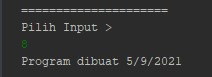 =====================
Pilih Input >
8
Program dibuat 5/9/2021